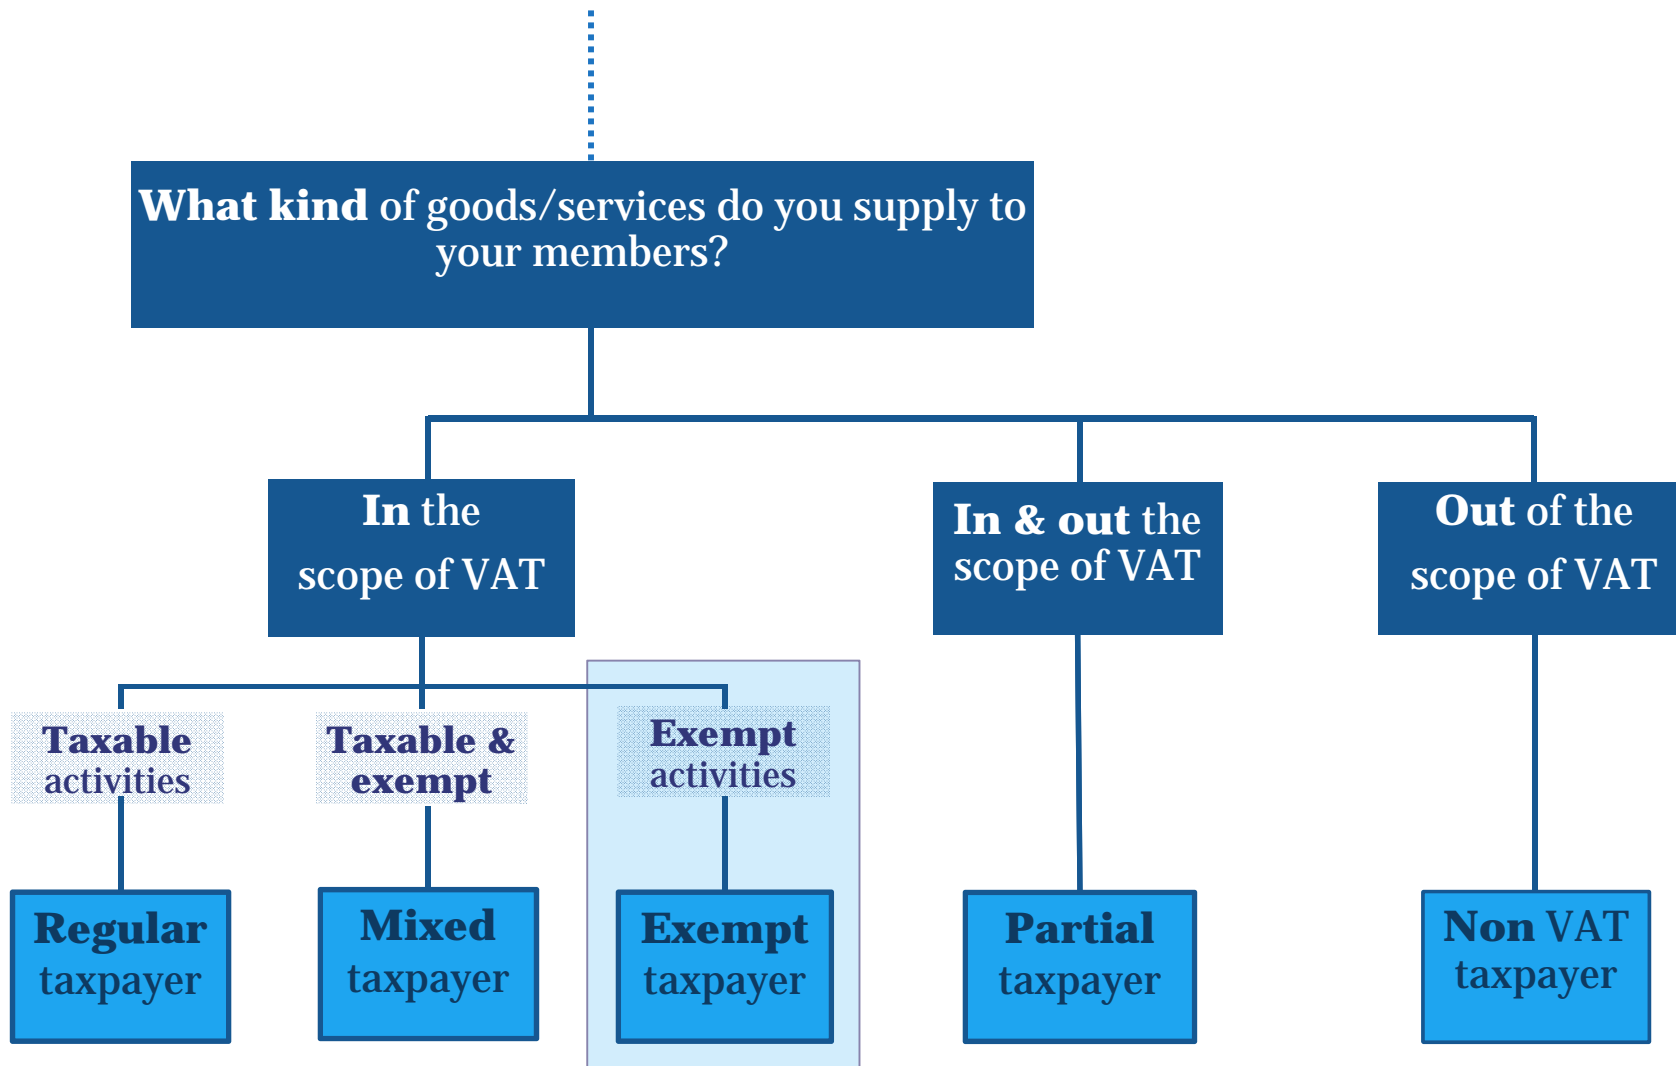 What kind of goods/services do you supply to
your members?
In the
scope of VAT
In & out the
scope of VAT
Out of the
scope of VAT
Taxable
activities
Taxable &
exempt
Exempt
activities
Regular
taxpayer
Mixed
taxpayer
Exempt
taxpayer
Partial
taxpayer
Non VAT
taxpayer